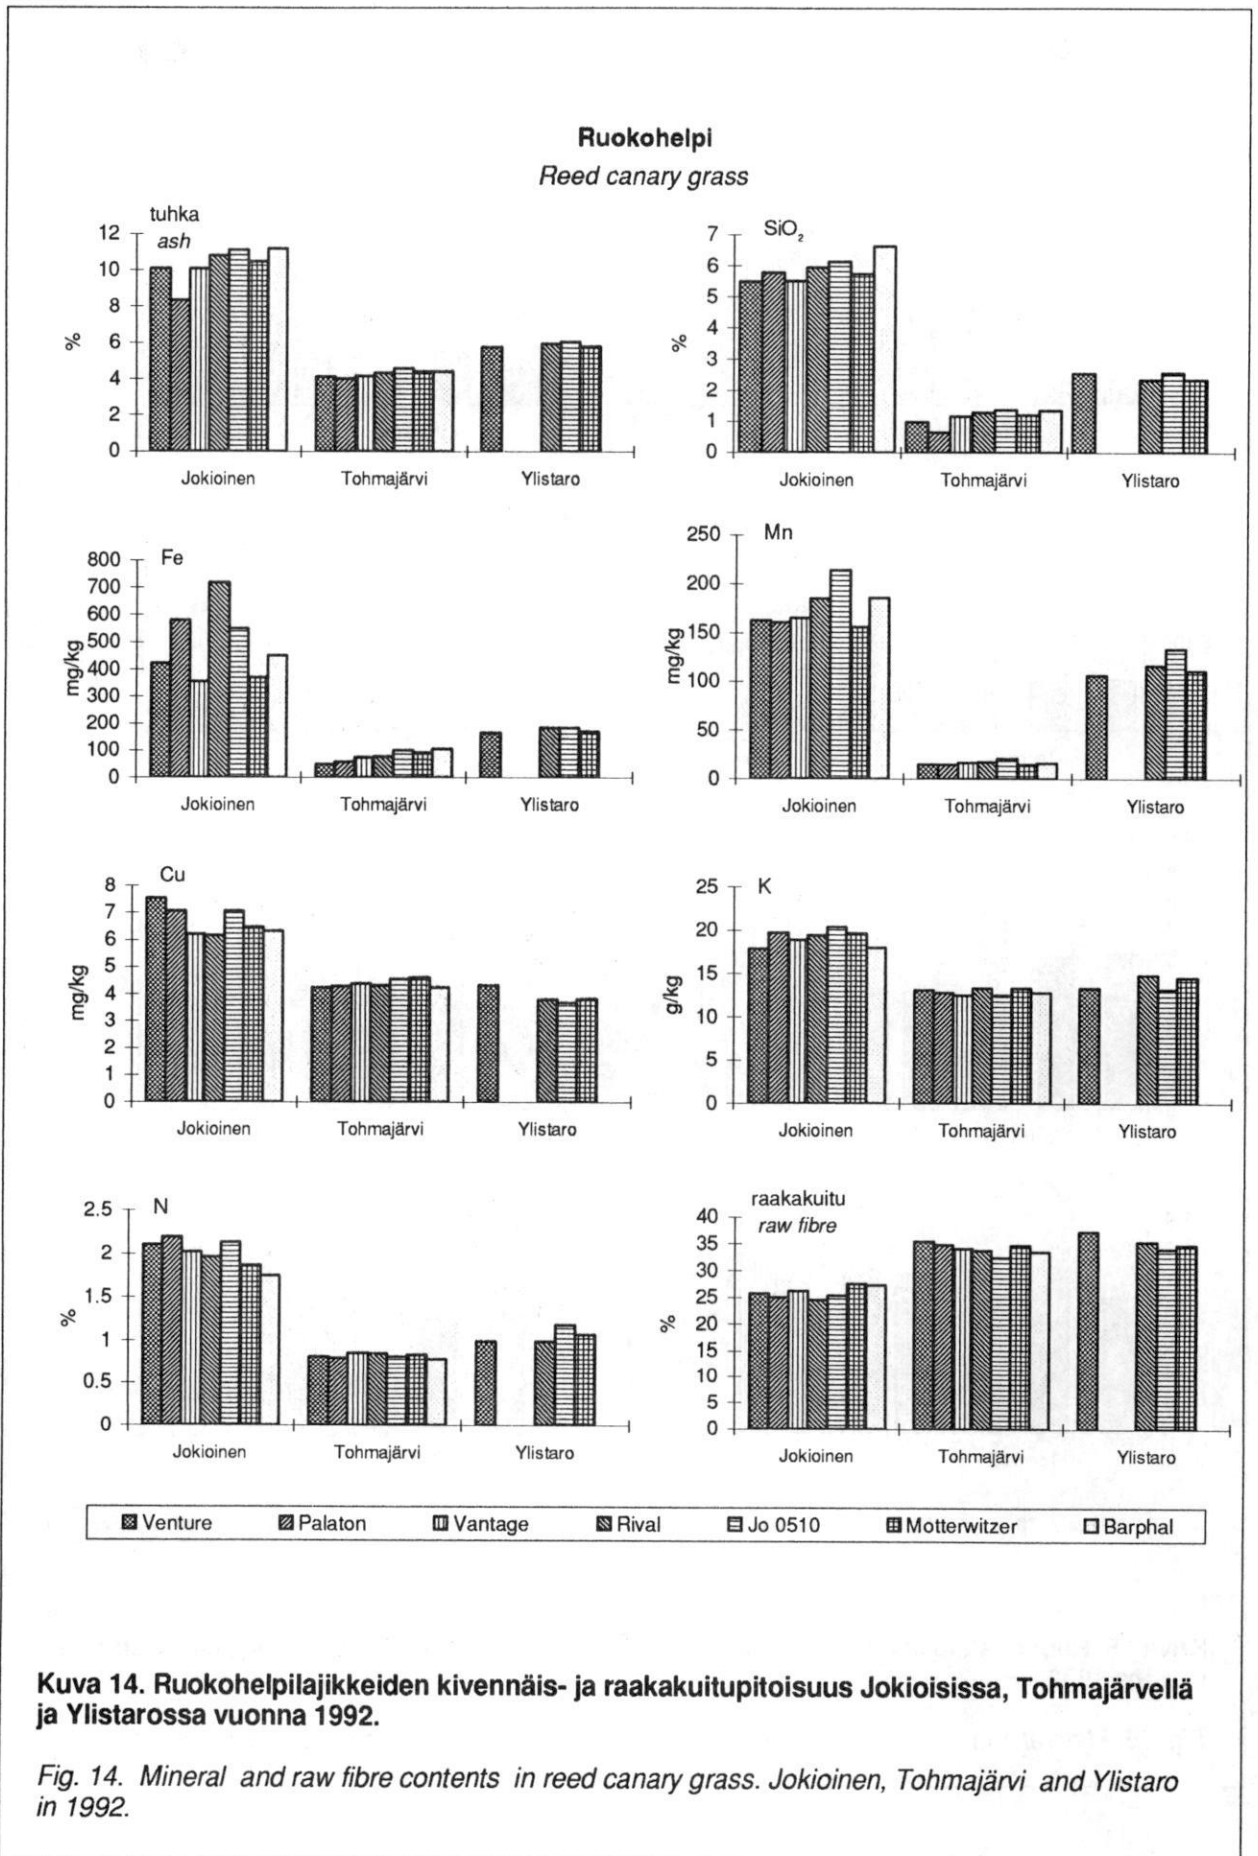 Ruokohelpi
Reed canary grass
tuhka
ash
12
10
8
6
4
2
0
%
Jokioinen Tohmajärvi Ylistaro
SiO₂
7
6
5
4
3
2
1
0
%
Jokioinen Tohmajärvi Ylistaro
Fe
800
700
600
500
400
300
200
100
0
mg/kg
Jokioinen Tohmajärvi Ylistaro
Mn
250
200
150
100
50
0
mg/kg
Jokioinen Tohmajärvi Ylistaro
Cu
8
7
6
5
4
3
2
1
0
mg/kg
Jokioinen Tohmajärvi Ylistaro
K
25
20
15
10
5
0
g/kg
Jokioinen Tohmajärvi Ylistaro
N
2.5
2
1.5
1
0.5
0
%
Jokioinen Tohmajärvi Ylistaro
raakakuitu
raw fibre
40
35
30
25
20
15
10
5
0
%
Jokioinen Tohmajärvi Ylistaro
Venture Palaton Vantage Rival Jo 0510 Motterwitzer Barphal
Kuva 14. Ruokohelpilajikkeiden kivennäis- ja raakakuitupitoisuus Jokioisissa, Tohmajärvellä
ja Ylistarossa vuonna 1992.
Fig. 14. Mineral and raw fibre contents in reed canary grass. Jokioinen, Tohmajärvi and Ylistaro
in 1992.